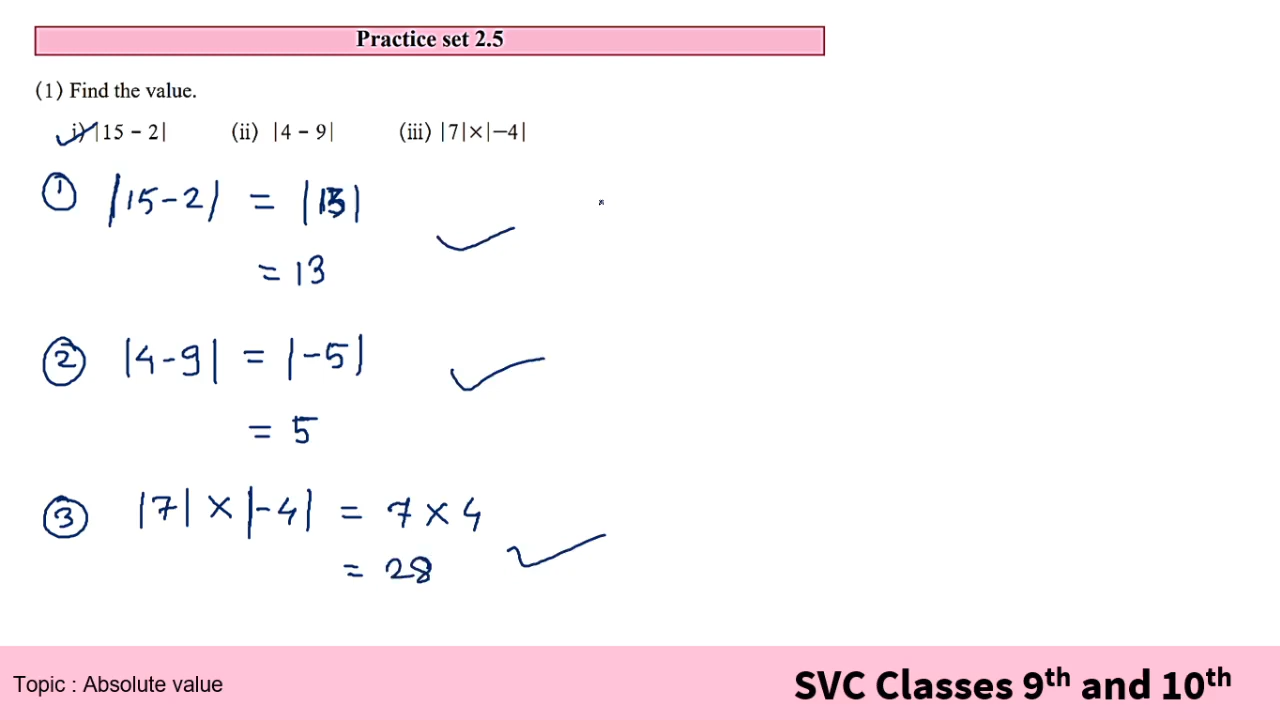 Practice set 2.5
(1) Find the value.
i) |15 − 2| (ii) |4 − 9| (iii) |7|×|−4|
① |15-2| = |13|
= 13
② |4-9| = |-5|
= 5
③ |7| × |-4| = 7 × 4
= 28
Topic : Absolute value
SVC Classes 9th and 10th